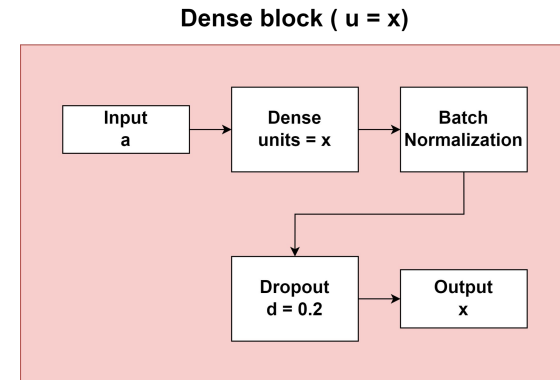 Dense block ( u = x)
Input
a
Dense
units = x
Batch
Normalization
Dropout
d = 0.2
Output
x